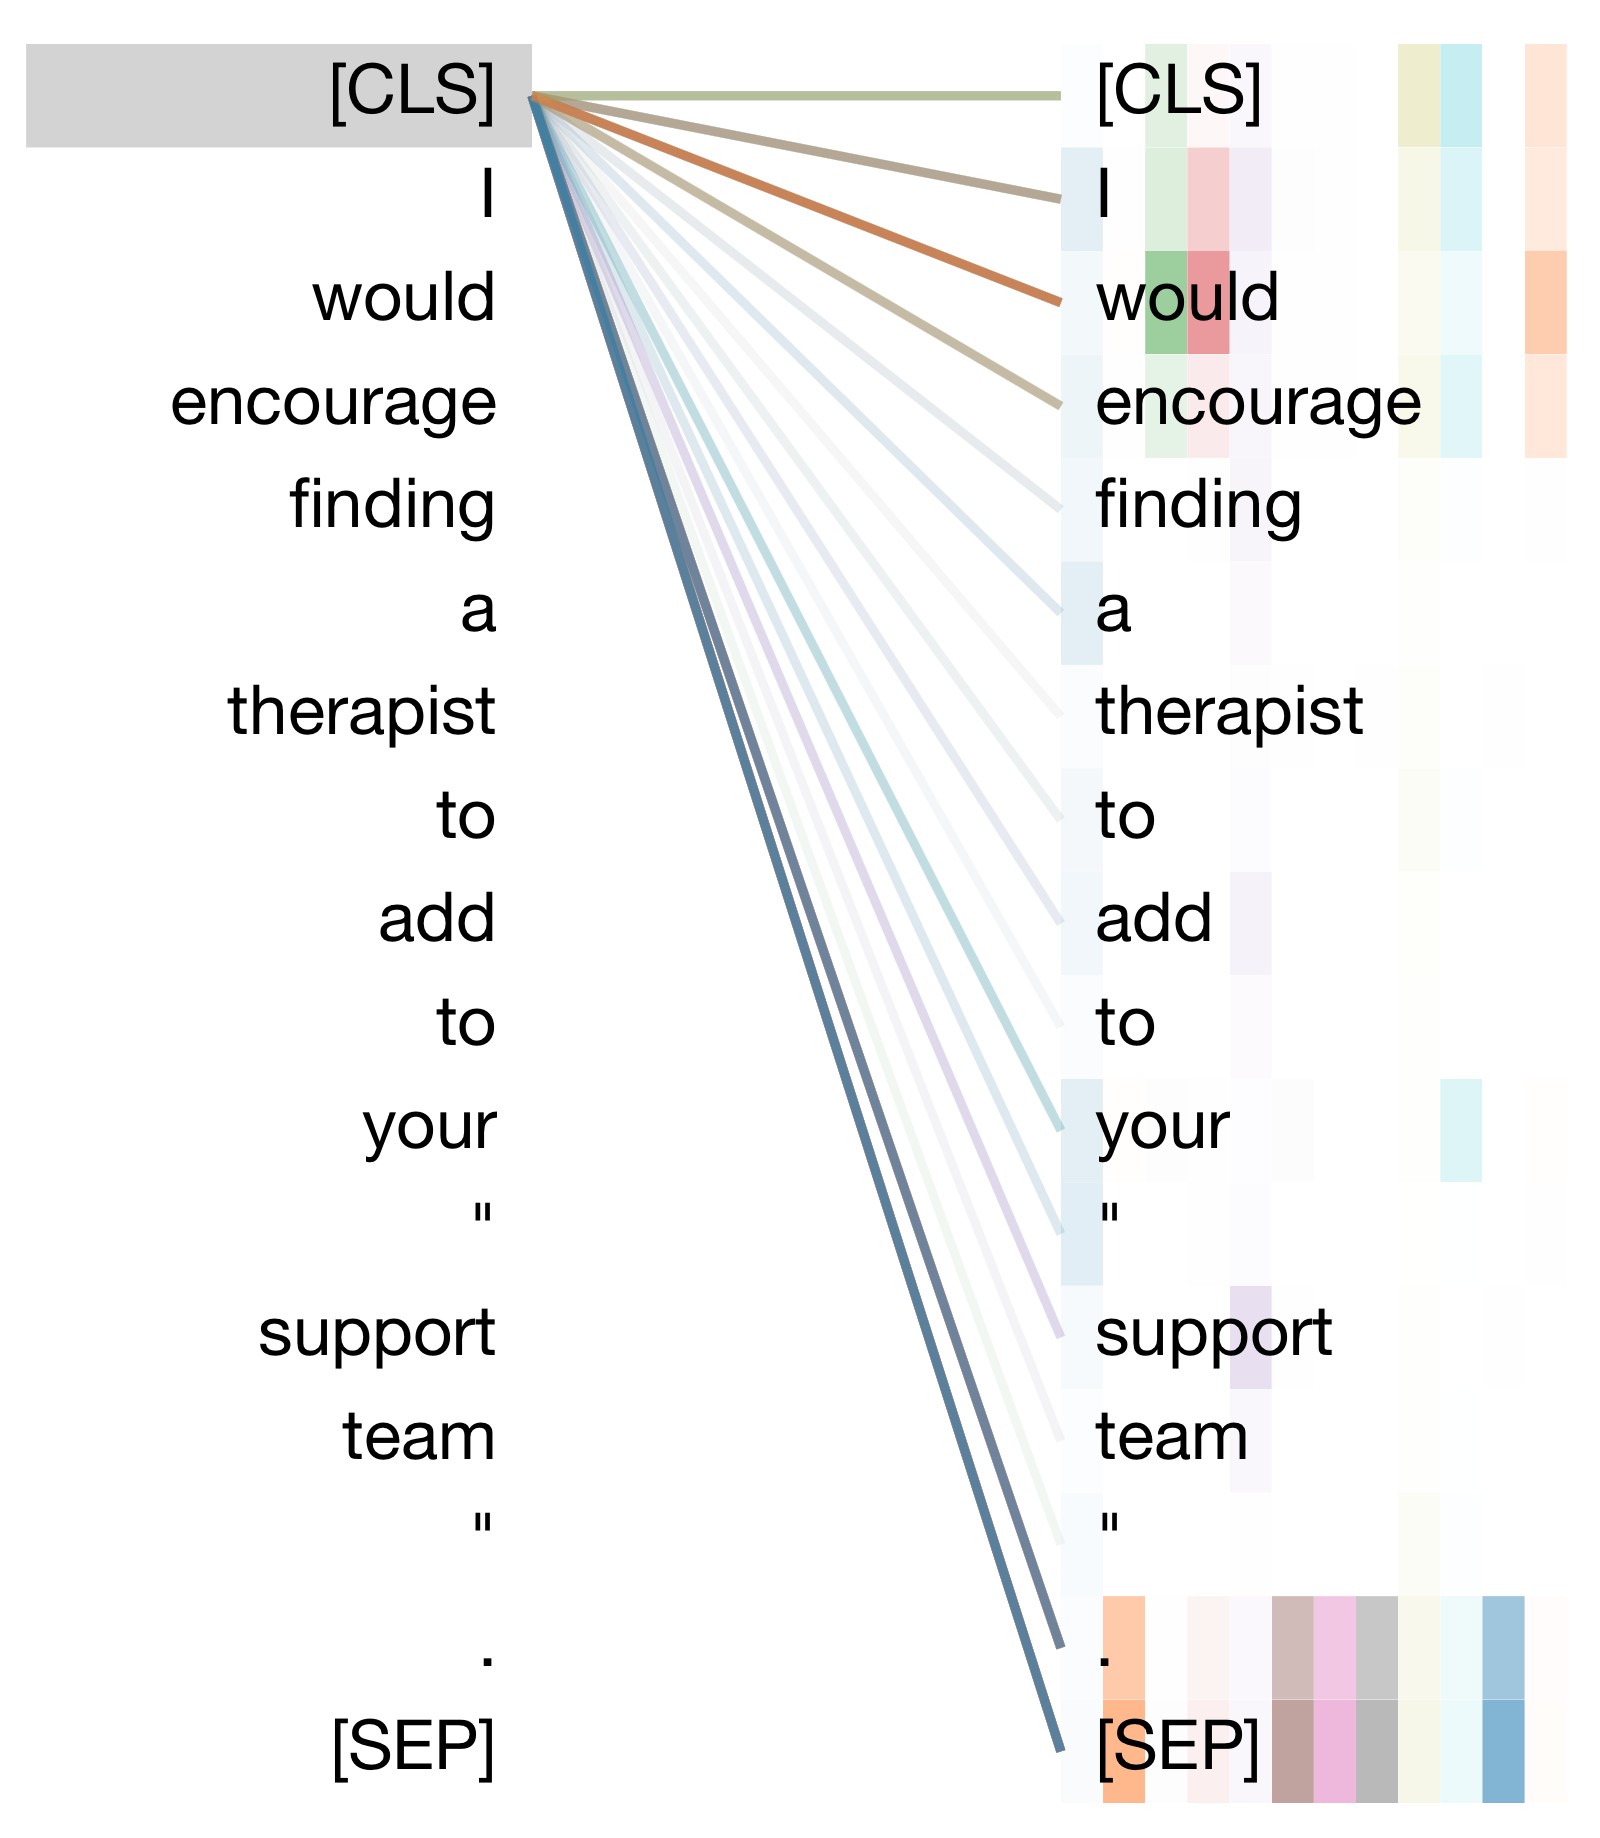 [CLS] [CLS]
I I
would would
encourage encourage
finding finding
a a
therapist therapist
to to
add add
to to
your your
" "
support support
team team
" "
. .
[SEP] [SEP]